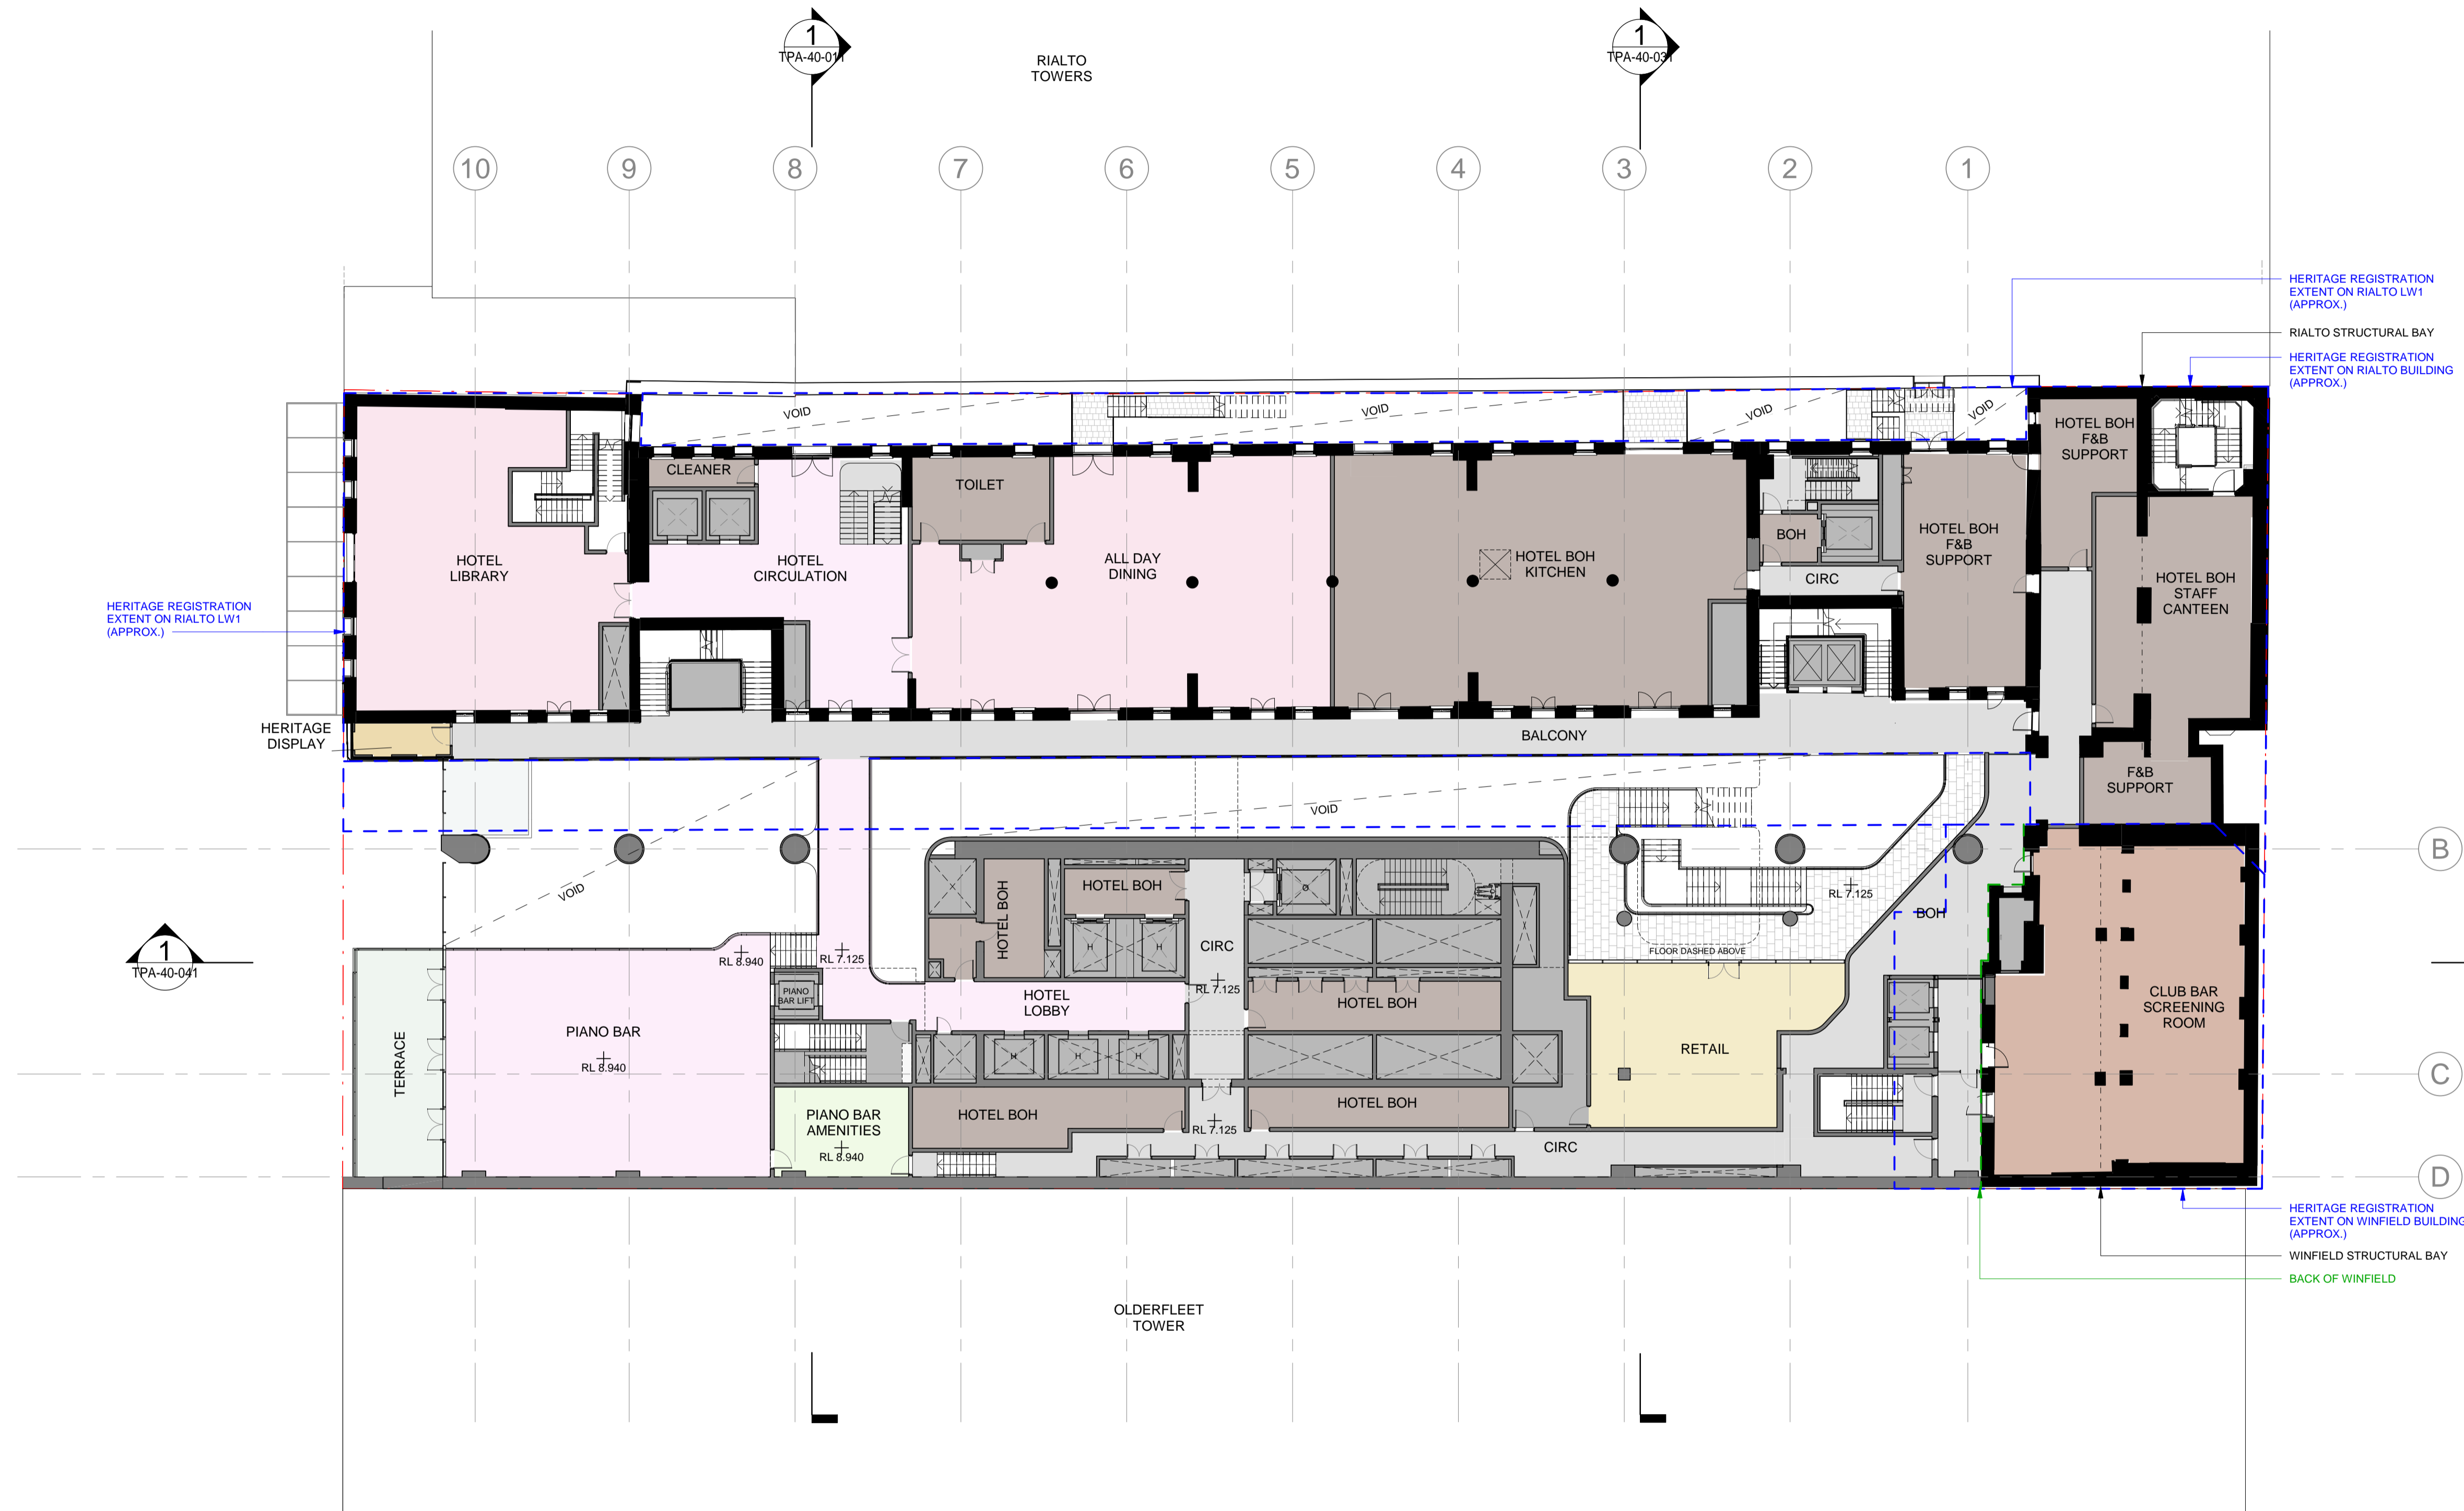 1
TPA-40-011
RIALTO
TOWERS
1
TPA-40-031
10
9
8
7
6
5
4
3
2
1
HERITAGE REGISTRATION
EXTENT ON RIALTO LW1
(APPROX.)
RIALTO STRUCTURAL BAY
HERITAGE REGISTRATION
EXTENT ON RIALTO BUILDING
(APPROX.)
VOID
VOID
VOID
VOID
HOTEL BOH
F&B
SUPPORT
CLEANER
TOILET
HOTEL
LIBRARY
HOTEL
CIRCULATION
ALL DAY
DINING
HOTEL BOH
KITCHEN
BOH
CIRC
HOTEL BOH
F&B
SUPPORT
HOTEL BOH
STAFF
CANTEEN
HERITAGE REGISTRATION
EXTENT ON RIALTO LW1
(APPROX.)
HERITAGE
DISPLAY
BALCONY
F&B
SUPPORT
VOID
VOID
B
HOTEL BOH
HOTEL BOH
H
H
CIRC
RL 7.125
RL 7.125
BOH
FLOOR DASHED ABOVE
1
TPA-40-041
RL 8.940
RL 7.125
PIANO
BAR LIFT
HOTEL
LOBBY
HOTEL BOH
CLUB BAR
SCREENING
ROOM
PIANO BAR
RL 8.940
TERRACE
H
H
H
RETAIL
C
PIANO BAR
AMENITIES
RL 8.940
HOTEL BOH
RL 7.125
HOTEL BOH
CIRC
D
HERITAGE REGISTRATION
EXTENT ON WINFIELD BUILDING
(APPROX.)
WINFIELD STRUCTURAL BAY
BACK OF WINFIELD
OLDERFLEET
TOWER